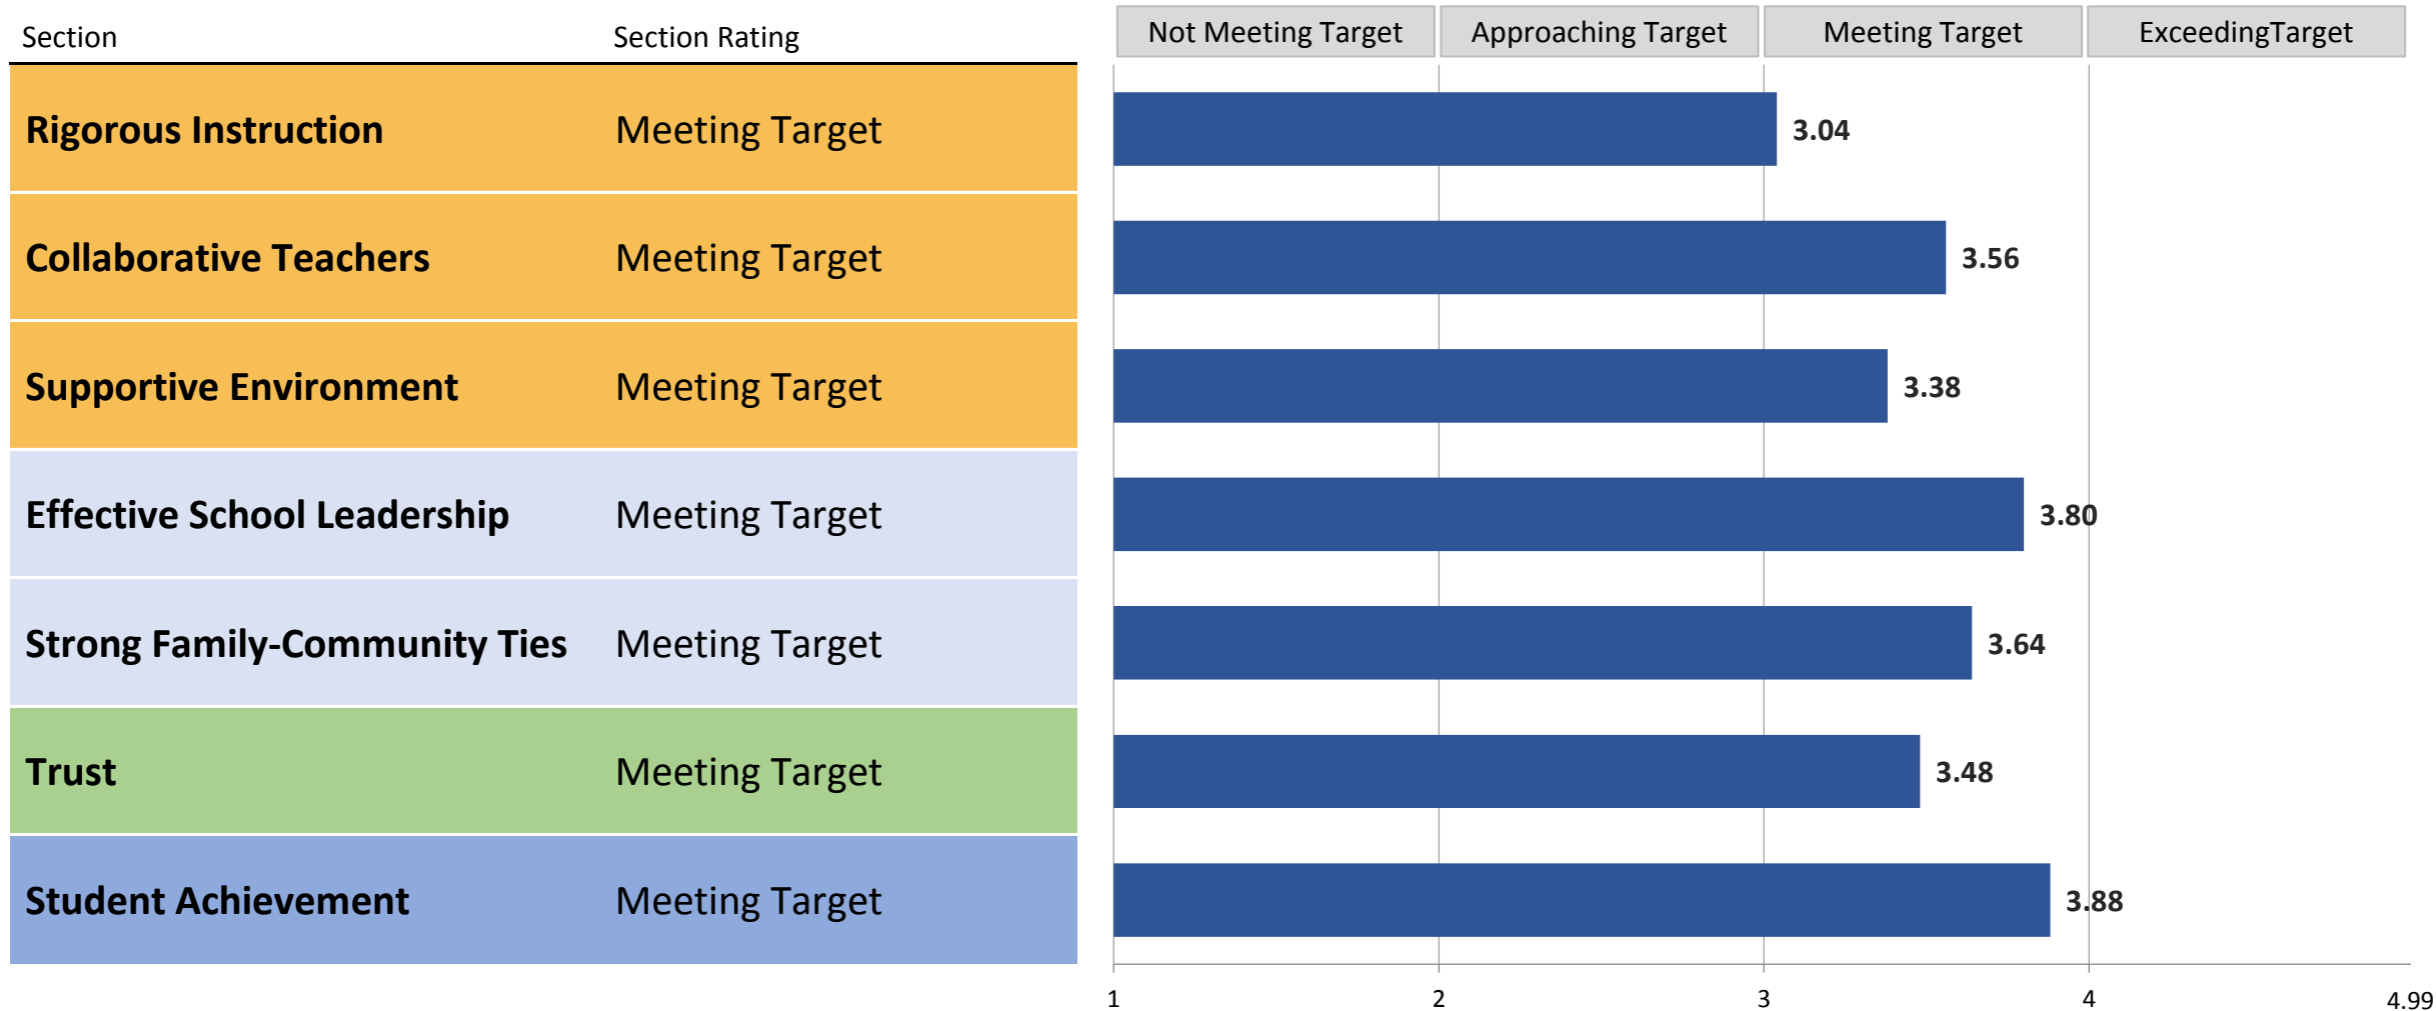 Section Section Rating Not Meeting Target Approaching Target Meeting Target ExceedingTarget
Rigorous Instruction Meeting Target 3.04
Collaborative Teachers Meeting Target 3.56
Supportive Environment Meeting Target 3.38
Effective School Leadership Meeting Target 3.80
Strong Family-Community Ties Meeting Target 3.64
Trust Meeting Target 3.48
Student Achievement Meeting Target 3.88
1 2 3 4 4.99